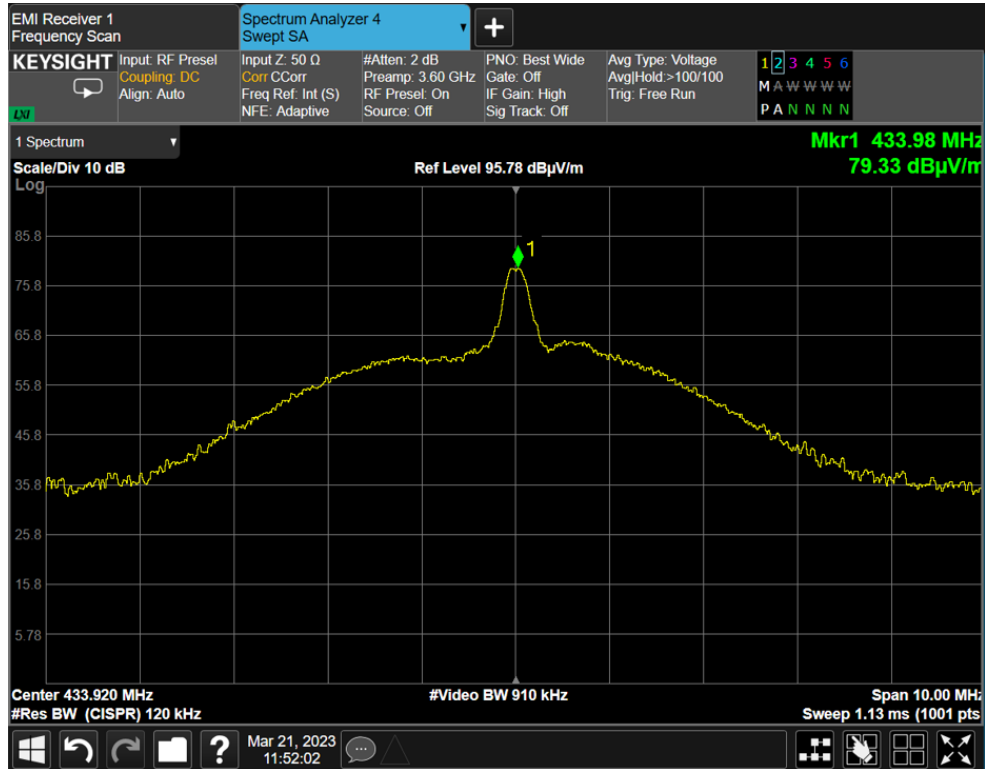 EMI Receiver 1
Frequency Scan
Spectrum Analyzer 4
Swept SA
+
KEYSIGHT
LXI
Input: RF Presel
Coupling: DC
Align: Auto
Input Z: 50 Ω
Corr CCorr
Freq Ref: Int (S)
NFE: Adaptive
#Atten: 2 dB
Preamp: 3.60 GHz
RF Presel: On
Source: Off
PNO: Best Wide
Gate: Off
IF Gain: High
Sig Track: Off
Avg Type: Voltage
Avg|Hold:>100/100
Trig: Free Run
1 2 3 4 5 6
M A W W W W
P A N N N N
1 Spectrum
Scale/Div 10 dB
Ref Level 95.78 dBµV/m
Mkr1 433.98 MHz
79.33 dBµV/m
Log
1
85.8
75.8
65.8
55.8
45.8
35.8
25.8
15.8
5.78
Center 433.920 MHz
#Res BW (CISPR) 120 kHz
#Video BW 910 kHz
Span 10.00 MHz
Sweep 1.13 ms (1001 pts
?
Mar 21, 2023
11:52:02